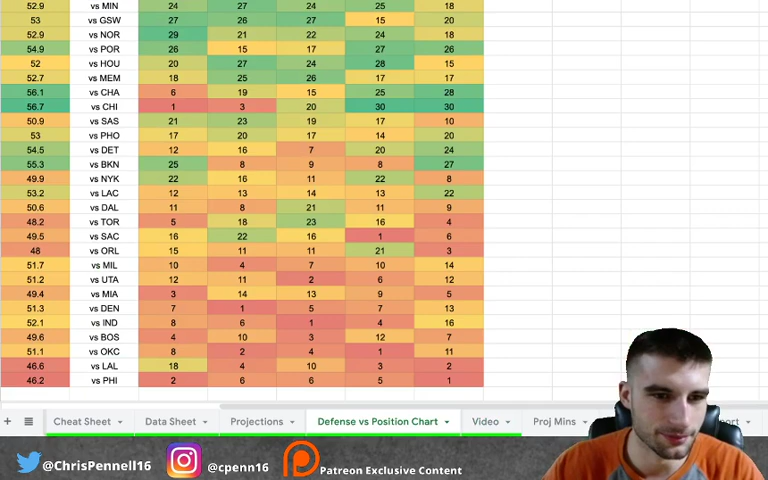 52.9 vs MIN 24 27 24 25 18
53 vs GSW 27 26 27 15 20
52.9 vs NOR 29 21 22 24 18
54.9 vs POR 26 15 17 27 26
52 vs HOU 20 27 24 28 15
52.7 vs MEM 18 25 26 17 17
56.1 vs CHA 6 19 15 25 28
56.7 vs CHI 1 3 20 30 30
50.9 vs SAS 21 23 19 17 10
53 vs PHO 17 20 17 14 20
54.5 vs DET 12 16 7 20 24
55.3 vs BKN 25 8 9 8 27
49.9 vs NYK 22 16 11 22 8
53.2 vs LAC 12 13 14 13 22
50.6 vs DAL 11 8 21 11 9
48.2 vs TOR 5 18 23 16 4
49.5 vs SAC 16 22 16 1 6
48 vs ORL 15 11 11 21 3
51.7 vs MIL 10 4 7 10 14
51.2 vs UTA 12 11 2 6 12
49.4 vs MIA 3 14 13 9 5
51.3 vs DEN 7 1 5 7 13
52.1 vs IND 8 6 1 4 16
49.6 vs BOS 4 10 3 12 7
51.1 vs OKC 8 2 4 1 11
46.6 vs LAL 18 4 10 3 2
46.2 vs PHI 2 6 6 5 1
Cheat Sheet Data Sheet Projections Defense vs Position Chart Video Proj Mins
@ChrisPennell16 @cpenn16 Patreon Exclusive Content